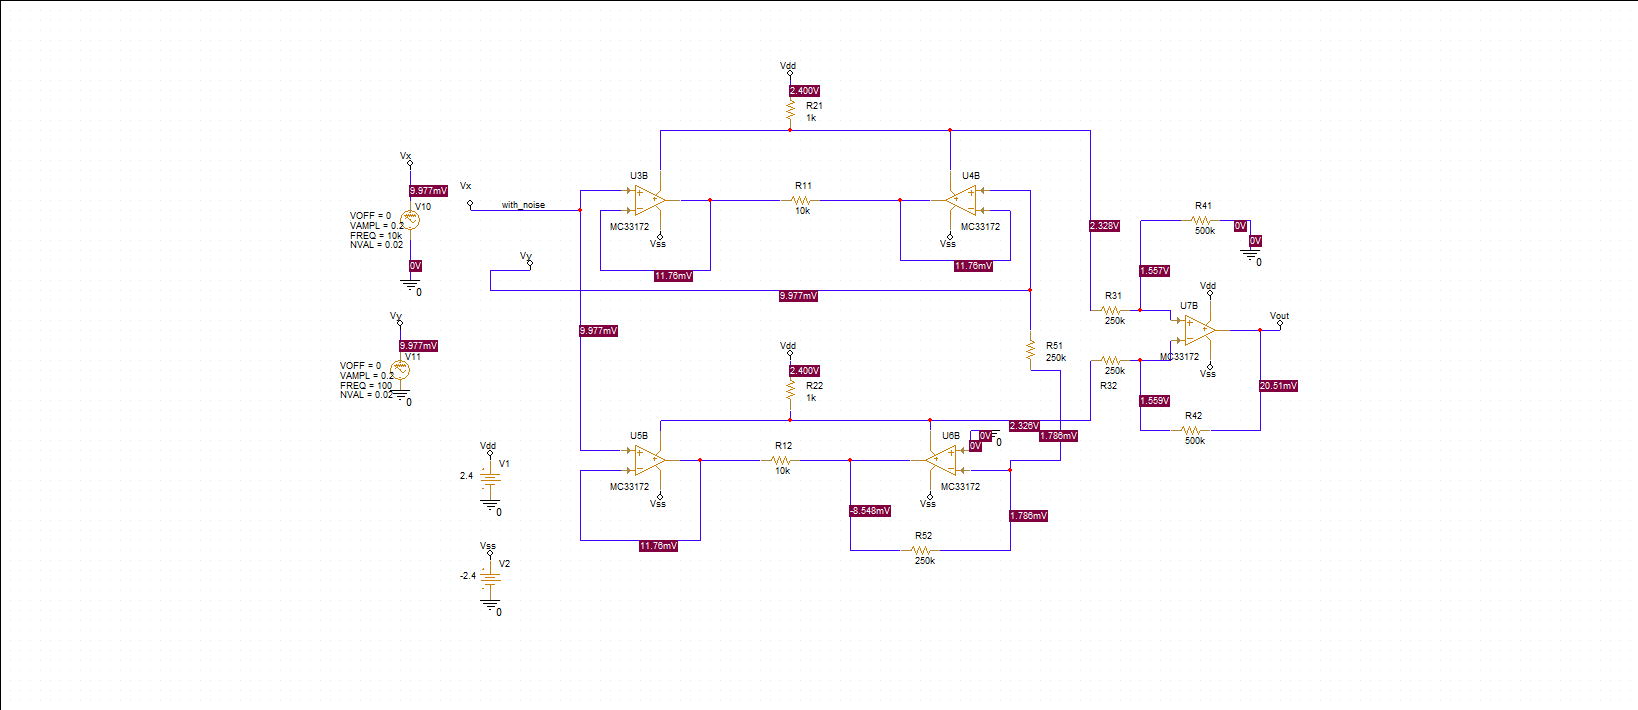 Vdd
2.400V
R21
1k
Vx
9.977mV
V10
VOFF = 0
VAMPL = 0.2
FREQ = 10k
NVAL = 0.02
0V
0
Vx
with_noise
U3B
MC33172
Vss
11.76mV
R11
10k
U4B
MC33172
Vss
11.76mV
Vy
9.977mV
9.977mV
2.328V
R41
500k
0V
0V
0
1.557V
R31
250k
Vdd
U7B
MC33172
Vss
Vout
R32
250k
1.559V
20.51mV
R42
500k
Vy
9.977mV
V11
VOFF = 0
VAMPL = 0.2
FREQ = 100
NVAL = 0.02
0
R51
250k
Vdd
2.400V
R22
1k
2.326V
1.786mV
U5B
MC33172
Vss
11.76mV
R12
10k
U6B
0V
0V
0
MC33172
Vss
-8.548mV
1.786mV
R52
250k
Vdd
V1
2.4
0
Vss
V2
-2.4
0